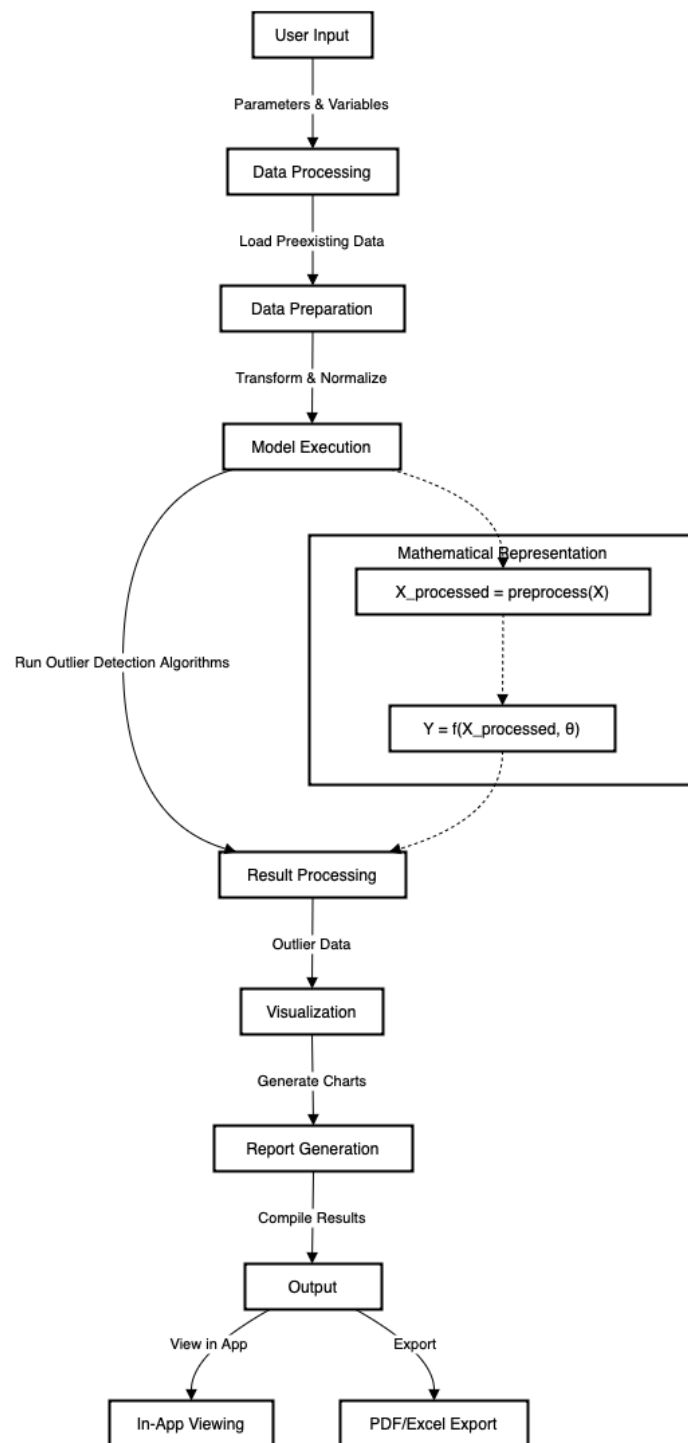 User Input
Parameters & Variables
Data Processing
Load Preexisting Data
Data Preparation
Transform & Normalize
Model Execution
Mathematical Representation
X_processed = preprocess(X)
Run Outlier Detection Algorithms
Y = f(X_processed, θ)
Result Processing
Outlier Data
Visualization
Generate Charts
Report Generation
Compile Results
Output
View in App
Export
In-App Viewing
PDF/Excel Export